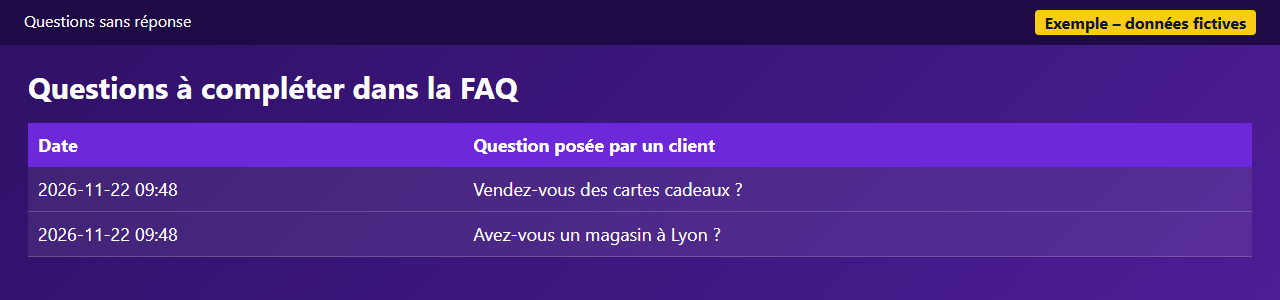 Questions sans réponse
Exemple – données fictives
Questions à compléter dans la FAQ
Date Question posée par un client
2026-11-22 09:48 Vendez-vous des cartes cadeaux ?
2026-11-22 09:48 Avez-vous un magasin à Lyon ?